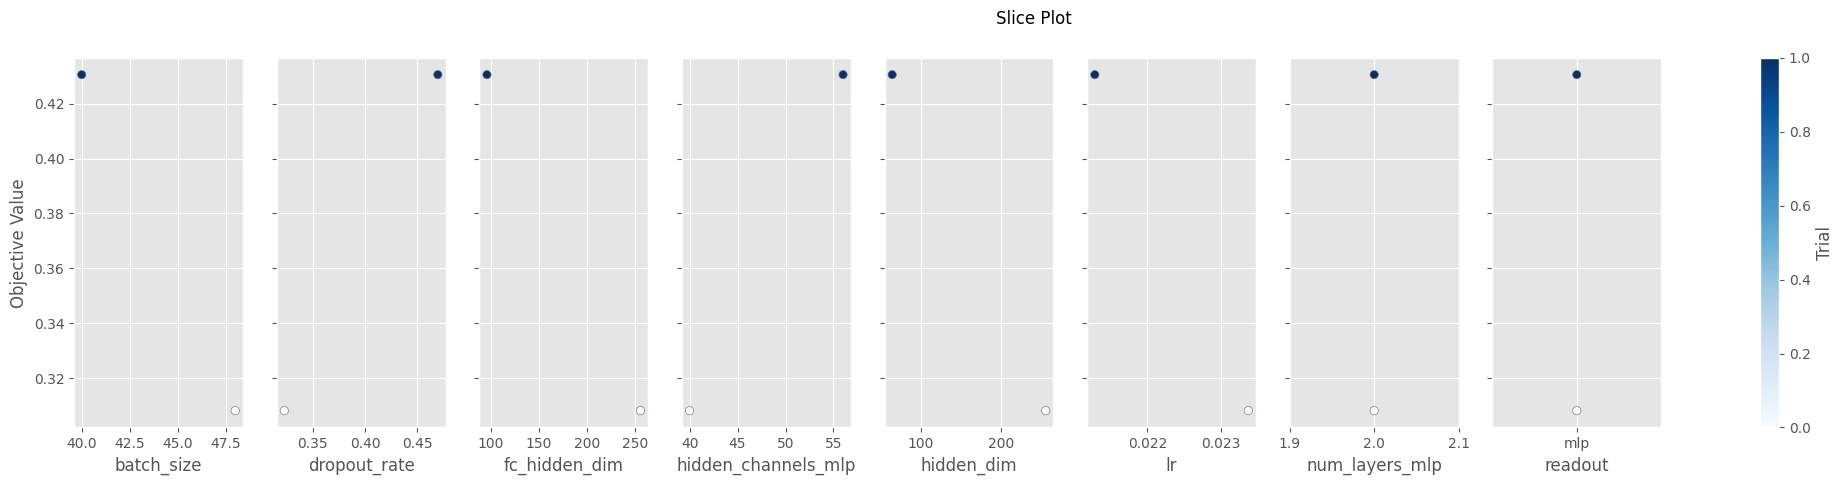 Slice Plot
Objective Value
0.42
0.40
0.38
0.36
0.34
0.32
40.0 42.5 45.0 47.5
batch_size
0.35 0.40 0.45
dropout_rate
100 150 200 250
fc_hidden_dim
40 45 50 55
hidden_channels_mlp
100 200
hidden_dim
0.022 0.023
lr
1.9 2.0 2.1
num_layers_mlp
mlp
readout
1.0
0.8
0.6
0.4
0.2
0.0
Trial